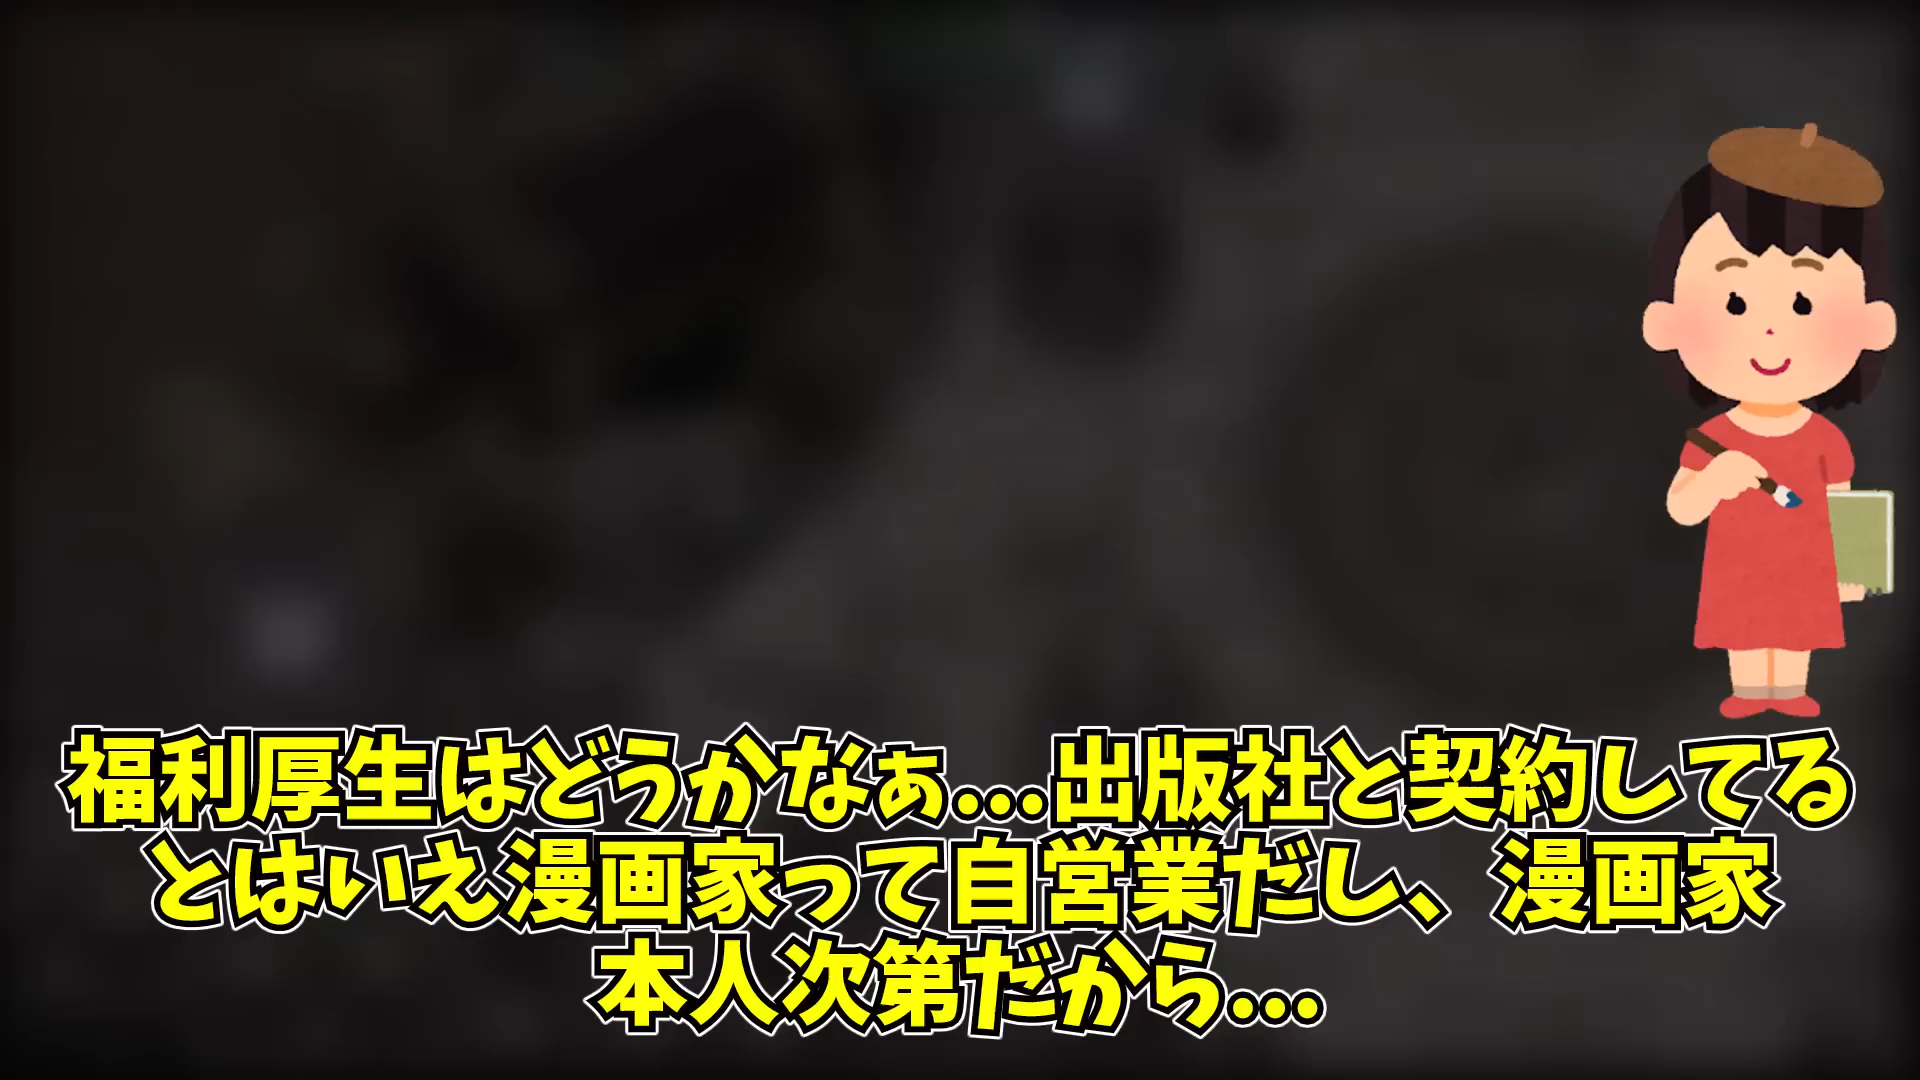 福利厚生はどうかなぁ...出版社と契約してる
とはいえ漫画家って自営業だし、漫画家
本人次第だから...